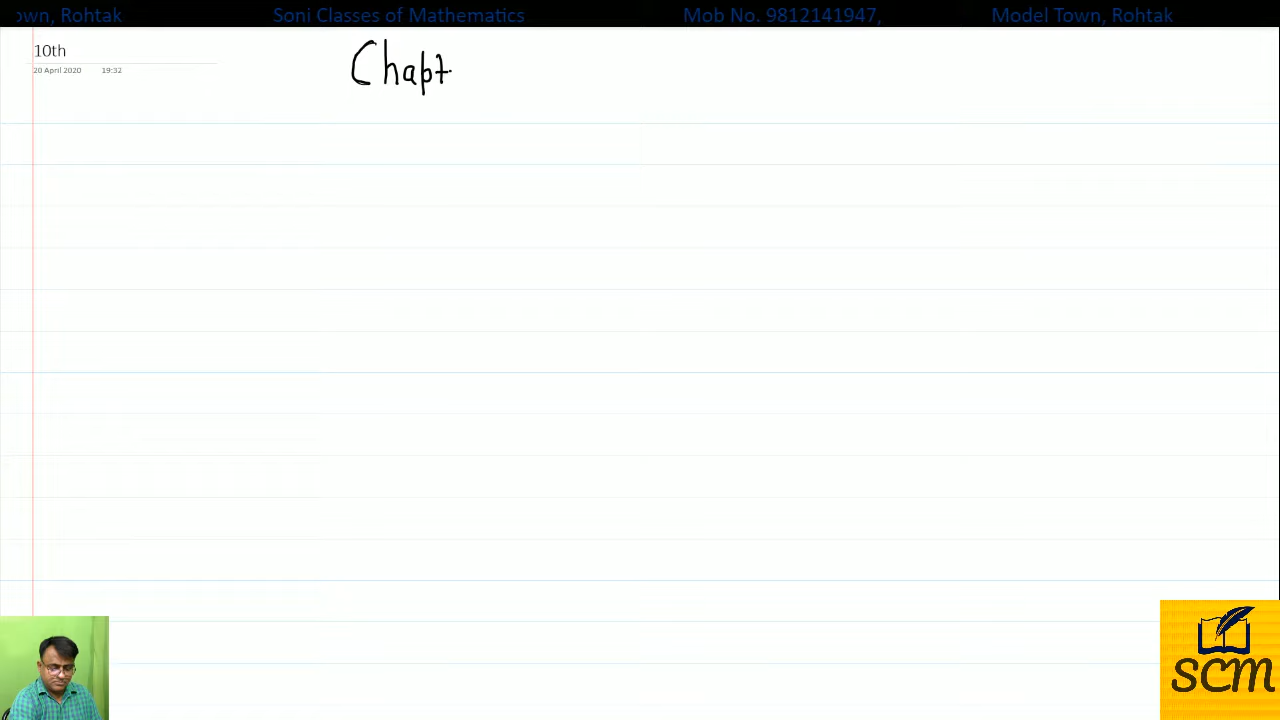 own, Rohtak Soni Classes of Mathematics Mob No. 9812141947, Model Town, Rohtak
10th
20 April 2020 19:32
Chapt
SCM